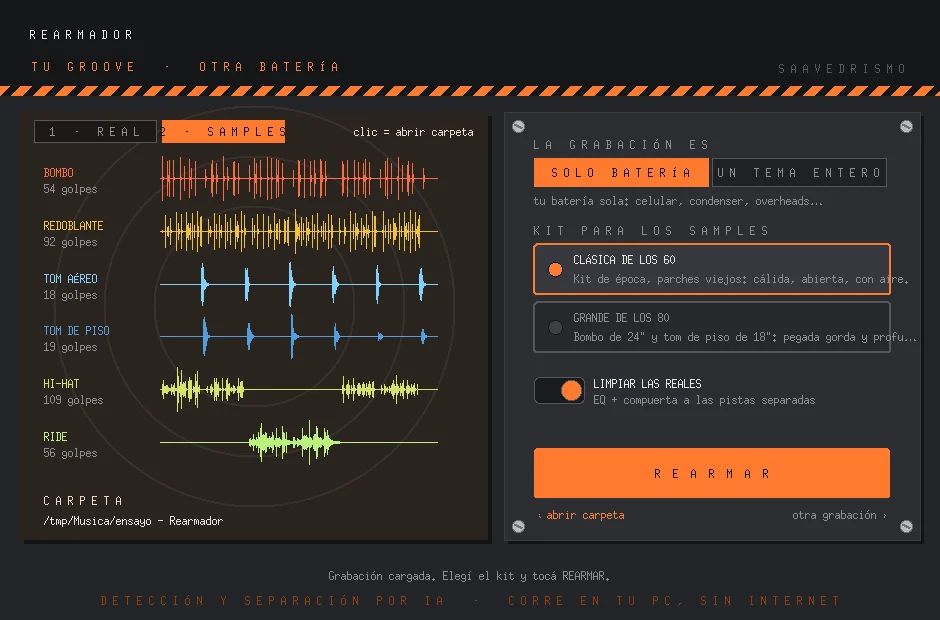 REARMADOR
TU GROOVE · OTRA BATERÍA
SAAVEDRISMO
1 · REAL
2 · SAMPLES
clic = abrir carpeta
BOMBO
54 golpes
REDOBLANTE
92 golpes
TOM AÉREO
18 golpes
TOM DE PISO
19 golpes
HI-HAT
109 golpes
RIDE
56 golpes
CARPETA
/tmp/Musica/ensayo — Rearmador
LA GRABACIÓN ES
SOLO BATERÍA
UN TEMA ENTERO
tu batería sola: celular, condenser, overheads...
KIT PARA LOS SAMPLES
CLÁSICA DE LOS 60
Kit de época, parches viejos: cálida, abierta, con aire.
GRANDE DE LOS 80
Bombo de 24" y tom de piso de 18": pegada gorda y profu...
LIMPIAR LAS REALES
EQ + compuerta a las pistas separadas
REARMAR
‹ abrir carpeta
otra grabación ›
Grabación cargada. Elegí el kit y tocá REARMAR.
DETECCIÓN Y SEPARACIÓN POR IA · CORRE EN TU PC, SIN INTERNET